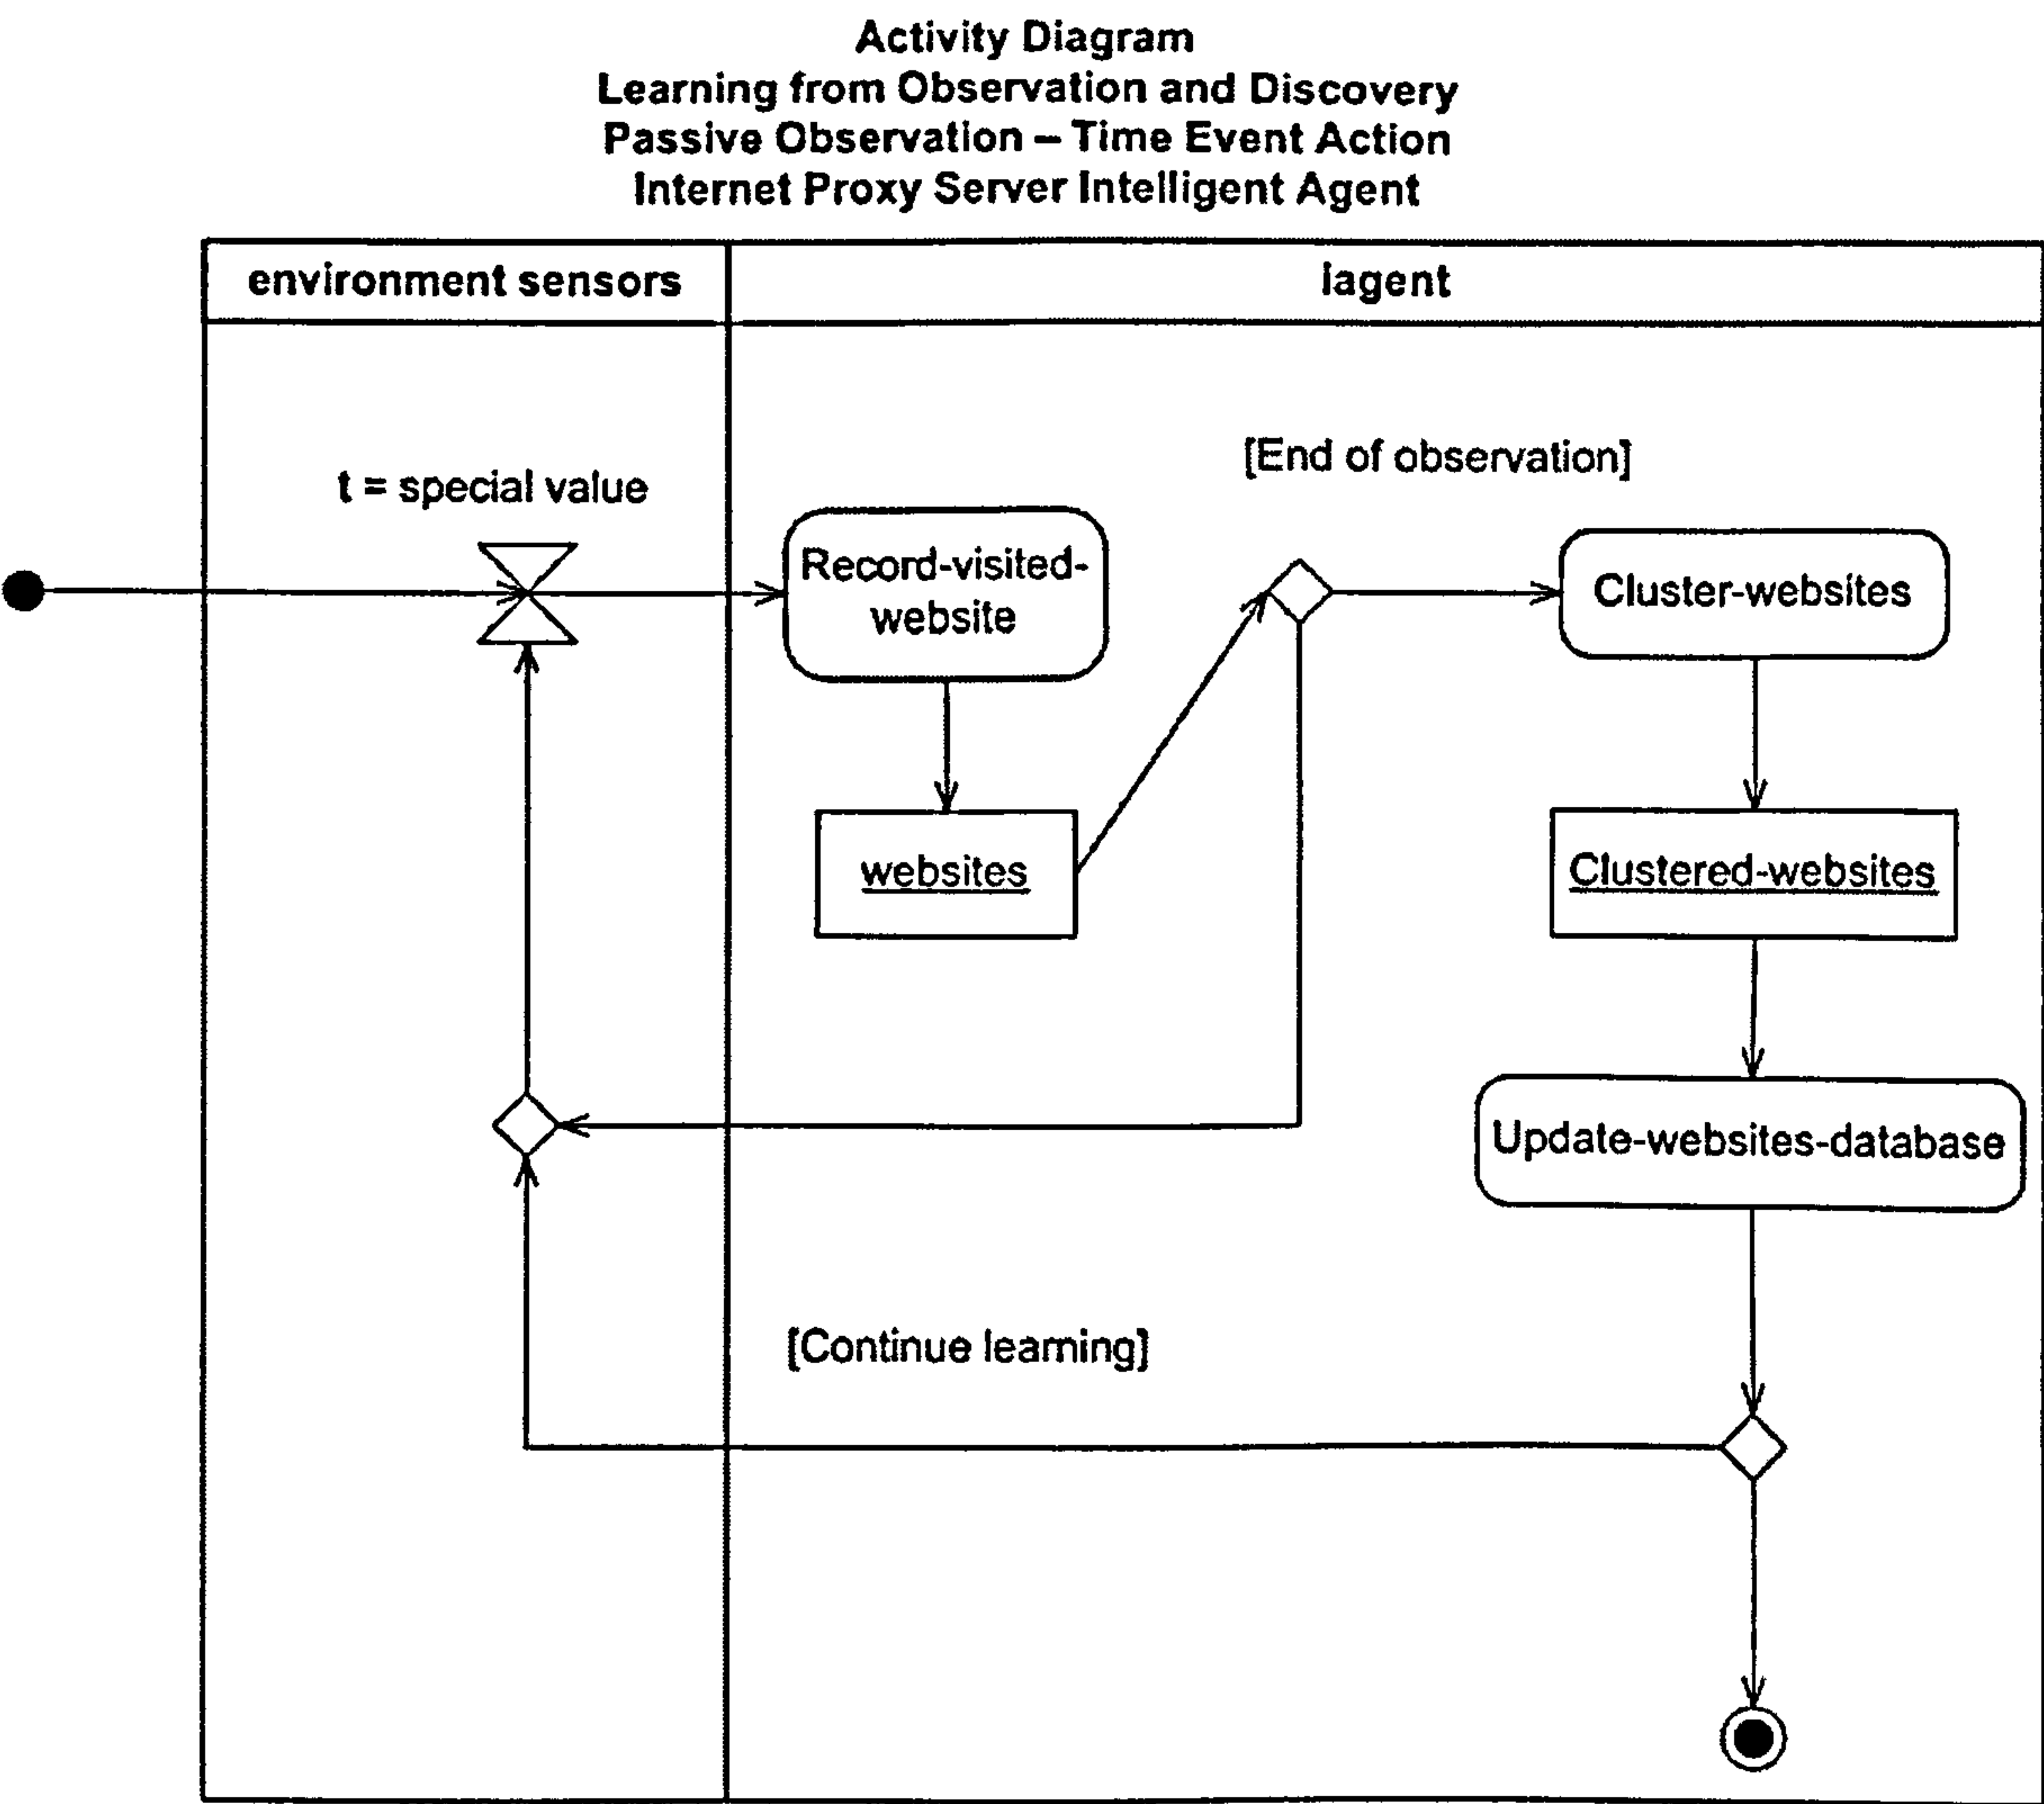 Activity Diagram
Learning from Observation and Discovery
Passive Observation – Time Event Action
Internet Proxy Server Intelligent Agent
environment sensors
iagent
[End of observation]
t = special value
Record-visited-
website
Cluster-websites
websites
Clustered-websites
Update-websites-database
[Continue learning]